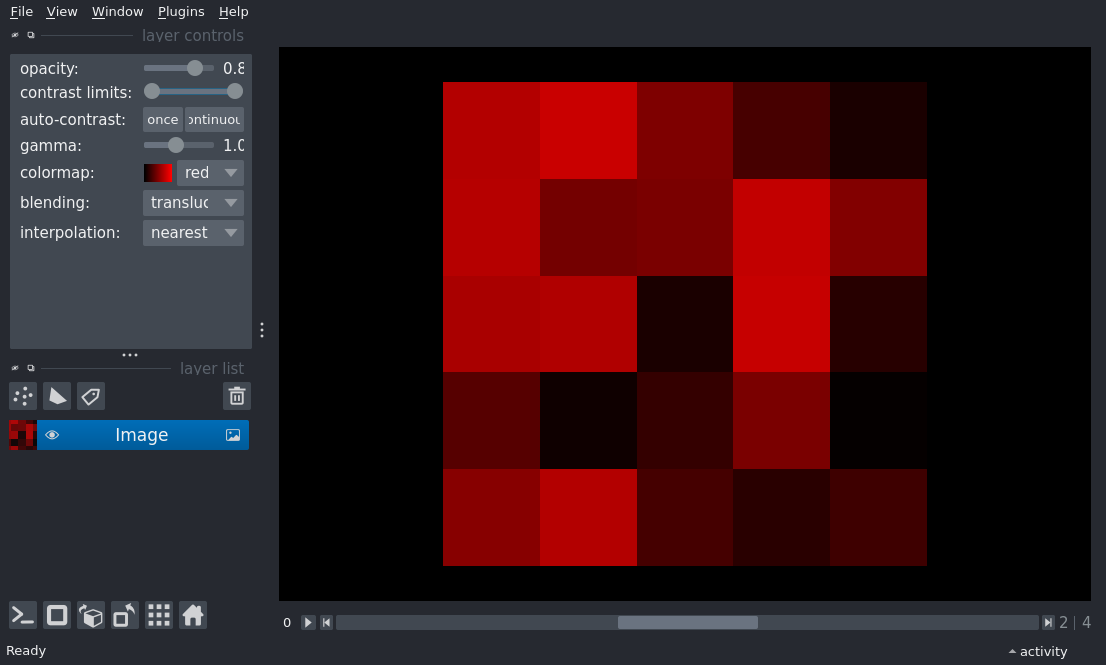 File View Window Plugins Help
layer controls
opacity: 0.8
contrast limits:
auto-contrast: once ontinuou
gamma: 1.0
colormap: red
blending: transluc
interpolation: nearest
layer list
Image
0 2 | 4
Ready activity